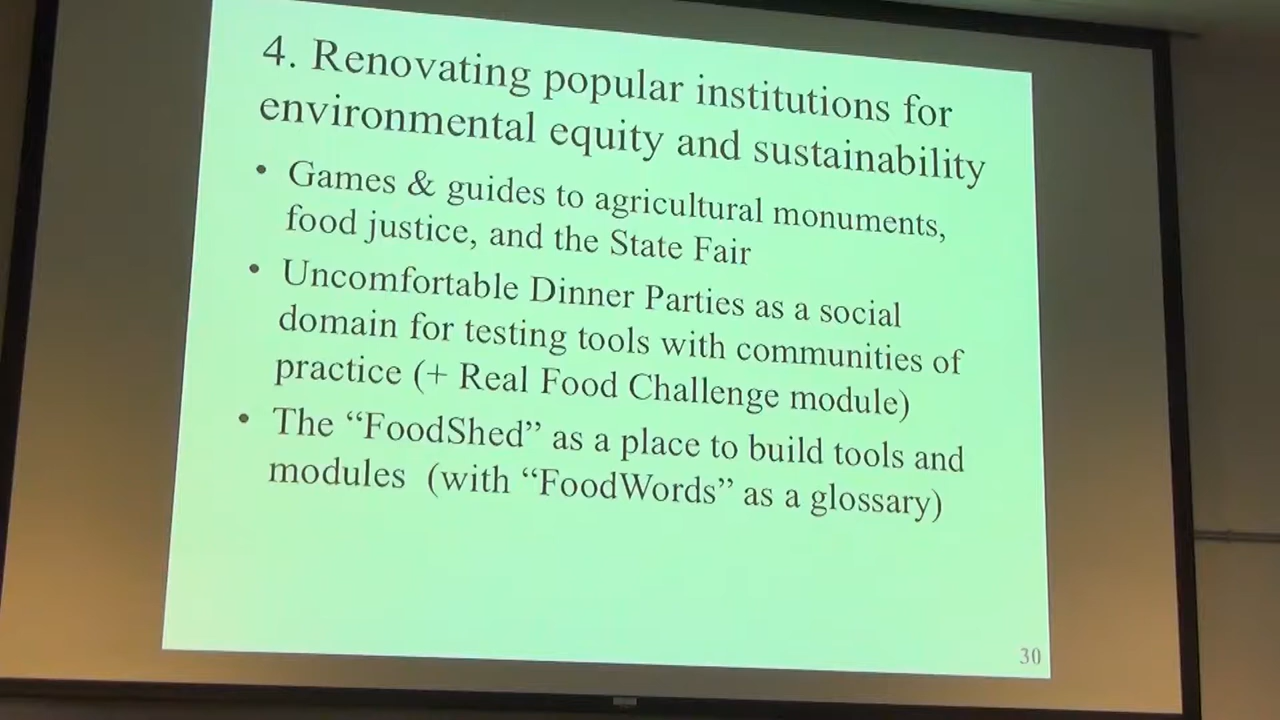 4. Renovating popular institutions for
environmental equity and sustainability
• Games & guides to agricultural monuments,
food justice, and the State Fair
• Uncomfortable Dinner Parties as a social
domain for testing tools with communities of
practice (+ Real Food Challenge module)
• The “FoodShed” as a place to build tools and
modules (with “FoodWords” as a glossary)
30